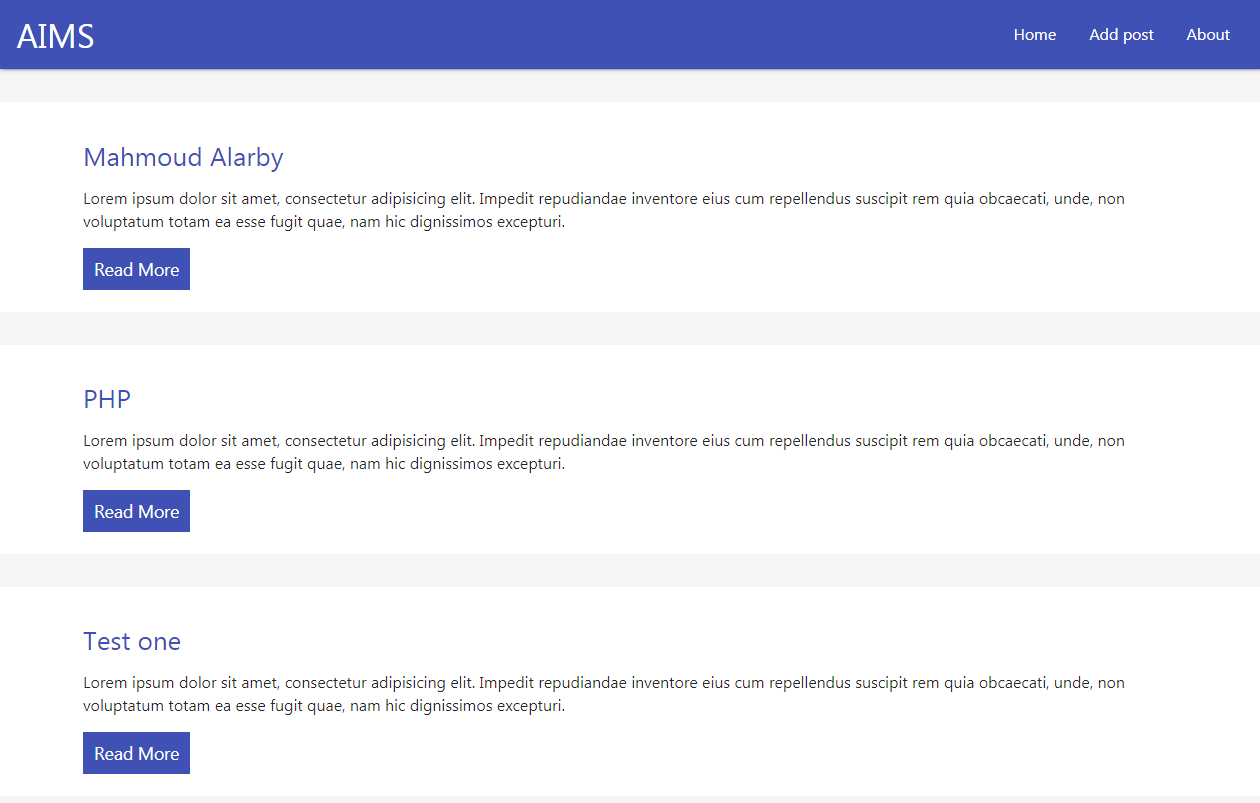 AIMS
Home Add post About
Mahmoud Alarby
Lorem ipsum dolor sit amet, consectetur adipisicing elit. Impedit repudiandae inventore eius cum repellendus suscipit rem quia obcaecati, unde, non
voluptatum totam ea esse fugit quae, nam hic dignissimos excepturi.
Read More
PHP
Lorem ipsum dolor sit amet, consectetur adipisicing elit. Impedit repudiandae inventore eius cum repellendus suscipit rem quia obcaecati, unde, non
voluptatum totam ea esse fugit quae, nam hic dignissimos excepturi.
Read More
Test one
Lorem ipsum dolor sit amet, consectetur adipisicing elit. Impedit repudiandae inventore eius cum repellendus suscipit rem quia obcaecati, unde, non
voluptatum totam ea esse fugit quae, nam hic dignissimos excepturi.
Read More